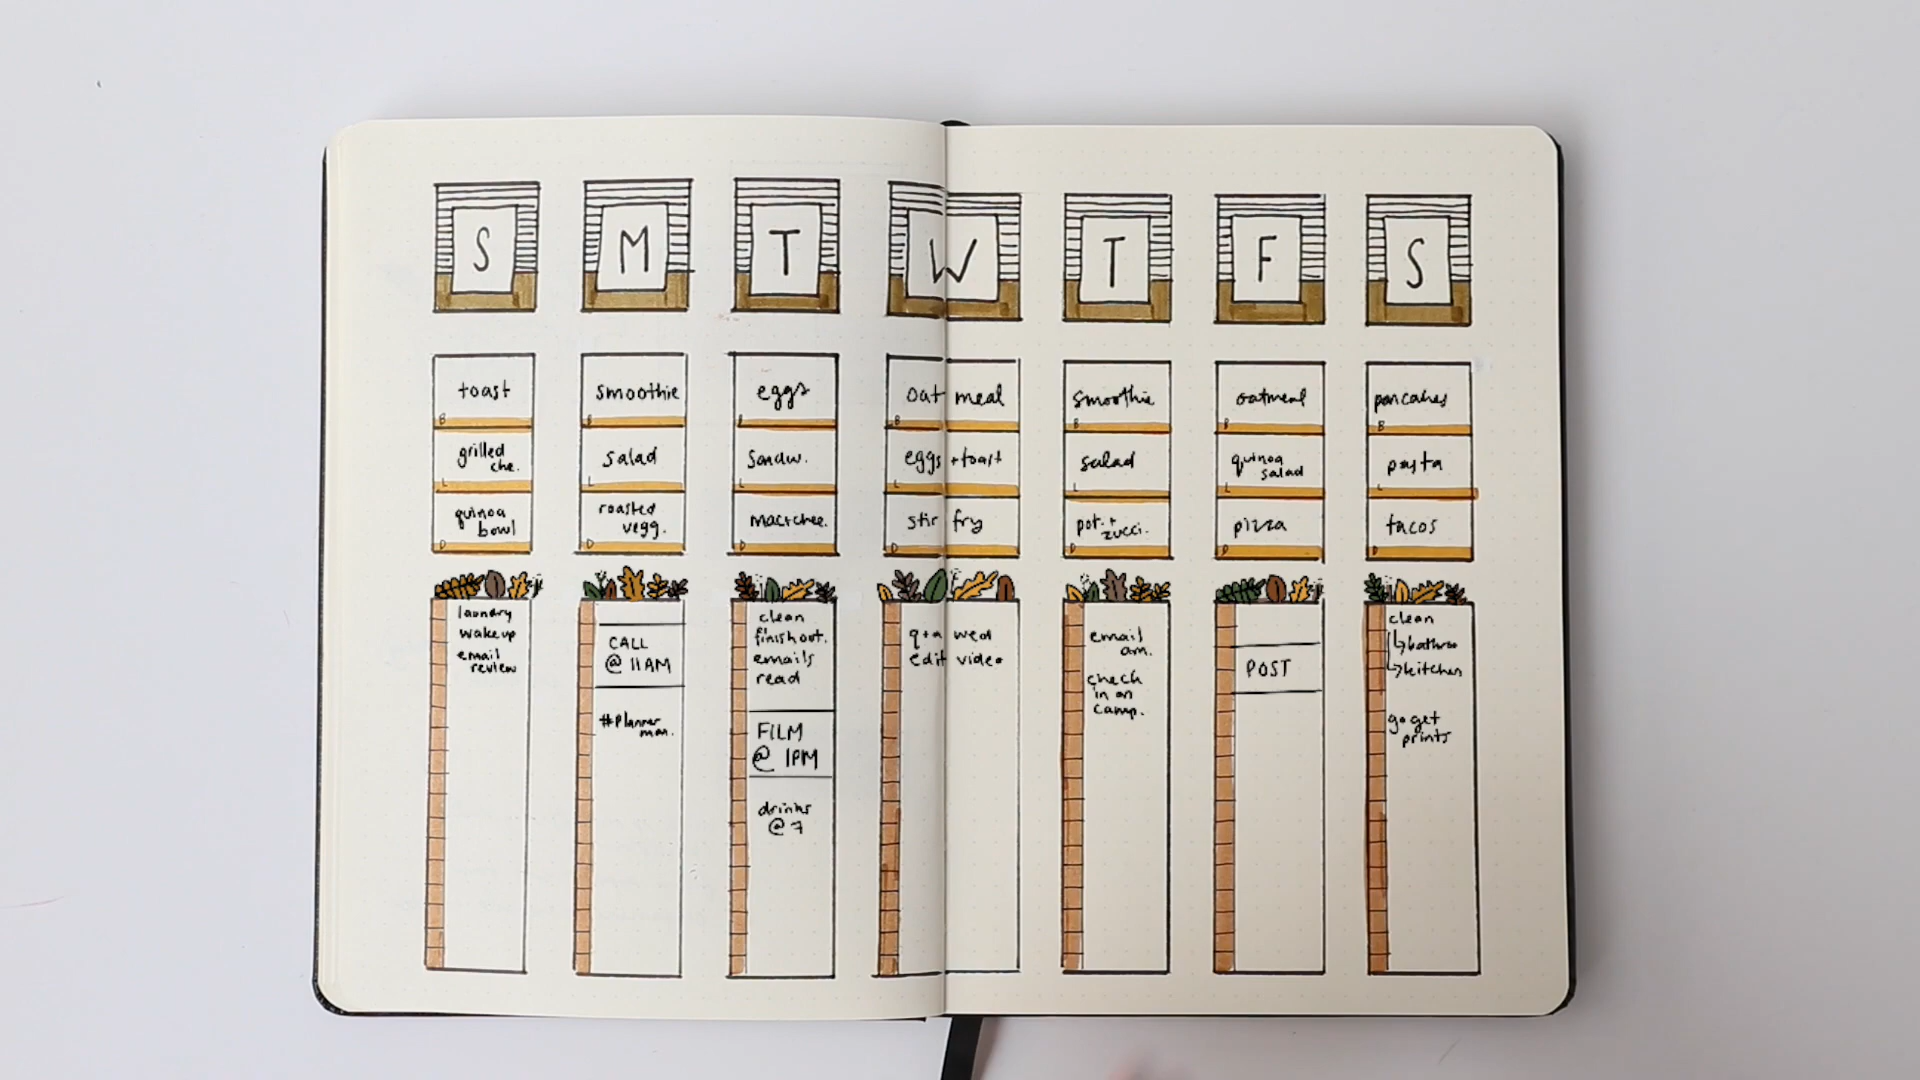 S
M
T
W
T
F
S
toast
B
grilled
che.
L
quinoa
bowl
D
smoothie
B
salad
L
roasted
vegg.
D
eggs
B
sandw.
L
mac+chee.
D
oatmeal
B
eggs + toast
stir fry
D
smoothie
B
salad
L
pot. +
zucci.
D
oatmeal
B
quinoa
salad
L
pizza
D
pancakes
B
pasta
L
tacos
D
laundry
wake up
email
review
CALL
@ 11AM
#planner
mon.
clean
finish out.
emails
read
FILM
@ 1PM
drinks
@ 7
q+a wed
edit video
email
am.
check
in on
camp.
POST
clean
↳bathroo
↳kitchen
go get
prints